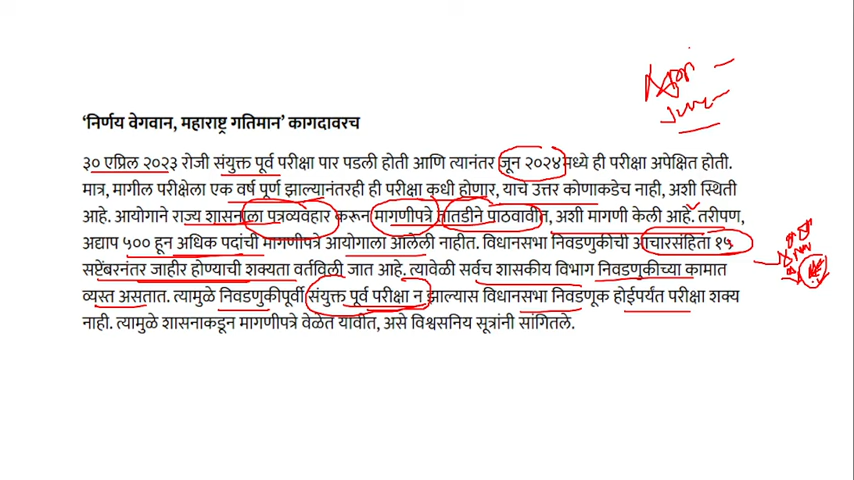 June
‘निर्णय वेगवान, महाराष्ट्र गतिमान’ कागदावरच
३० एप्रिल २०२३ रोजी संयुक्त पूर्व परीक्षा पार पडली होती आणि त्यानंतर जून २०२४ मध्ये ही परीक्षा अपेक्षित होती.
मात्र, मागील परीक्षेला एक वर्ष पूर्ण झाल्यानंतरही ही परीक्षा कधी होणार, याचे उत्तर कोणाकडेच नाही, अशी स्थिती
आहे. आयोगाने राज्य शासनाला पत्रव्यवहार करून मागणीपत्रे तातडीने पाठवावीत, अशी मागणी केली आहे. तरीपण,
अद्याप ५०० हून अधिक पदांची मागणीपत्रे आयोगाला आलेली नाहीत. विधानसभा निवडणुकीची आचारसंहिता १५
सप्टेंबरनंतर जाहीर होण्याची शक्यता वर्तविली जात आहे. त्यावेळी सर्वच शासकीय विभाग निवडणुकीच्या कामात
व्यस्त असतात. त्यामुळे निवडणुकीपूर्वी संयुक्त पूर्व परीक्षा न झाल्यास विधानसभा निवडणूक होईपर्यंत परीक्षा शक्य
नाही. त्यामुळे शासनाकडून मागणीपत्रे वेळेत यावीत, असे विश्वसनिय सूत्रांनी सांगितले.